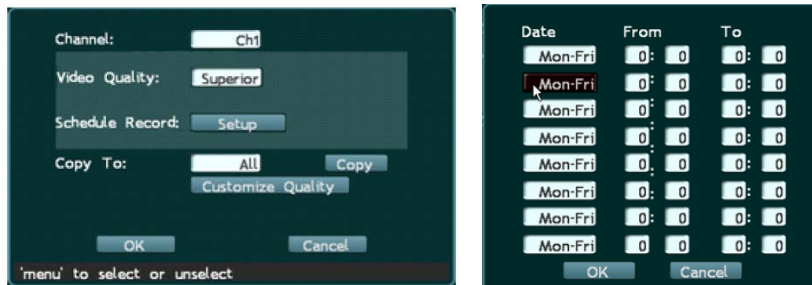 Channel: Ch1
Video Quality: Superior
Schedule Record: Setup
Copy To: All Copy
Customize Quality
OK Cancel
'menu' to select or unselect
Date From To
Mon-Fri 0: 0 0: 0
Mon-Fri 0: 0 0: 0
Mon-Fri 0: 0 0: 0
Mon-Fri 0: 0 0: 0
Mon-Fri 0: 0 0: 0
Mon-Fri 0: 0 0: 0
Mon-Fri 0: 0 0: 0
Mon-Fri 0: 0 0: 0
OK Cancel